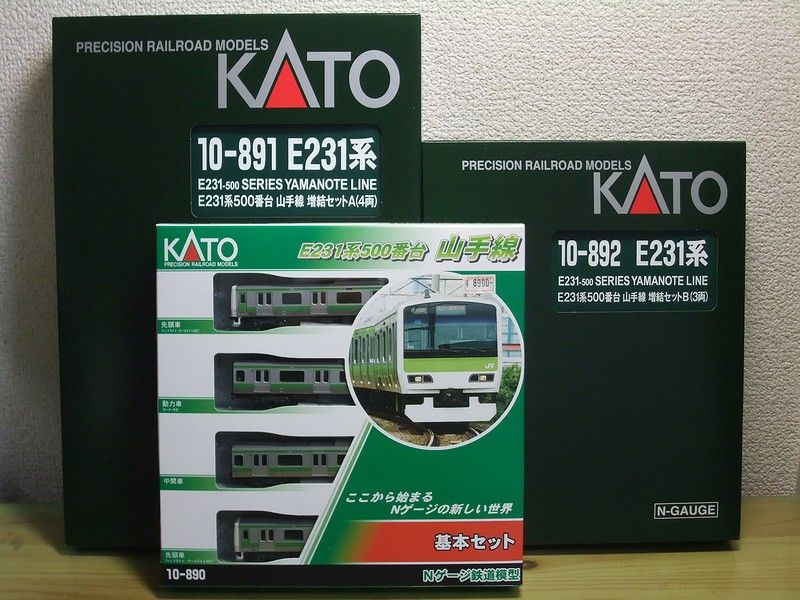 PRECISION RAILROAD MODELS
KATO
10-891 E231系
E231-500 SERIES YAMANOTE LINE
E231系500番台 山手線 増結セットA(4両)
PRECISION RAILROAD MODELS
KATO
10-892 E231系
E231-500 SERIES YAMANOTE LINE
E231系500番台 山手線 増結セットB(3両)
N-GAUGE
KATO
PRECISION RAILROAD MODELS
E231系500番台 山手線
¥8900
JR
先頭車
動力車
中間車
先頭車
ここから始まる
Nゲージの新しい世界
基本セット
10-890
Nゲージ鉄道模型